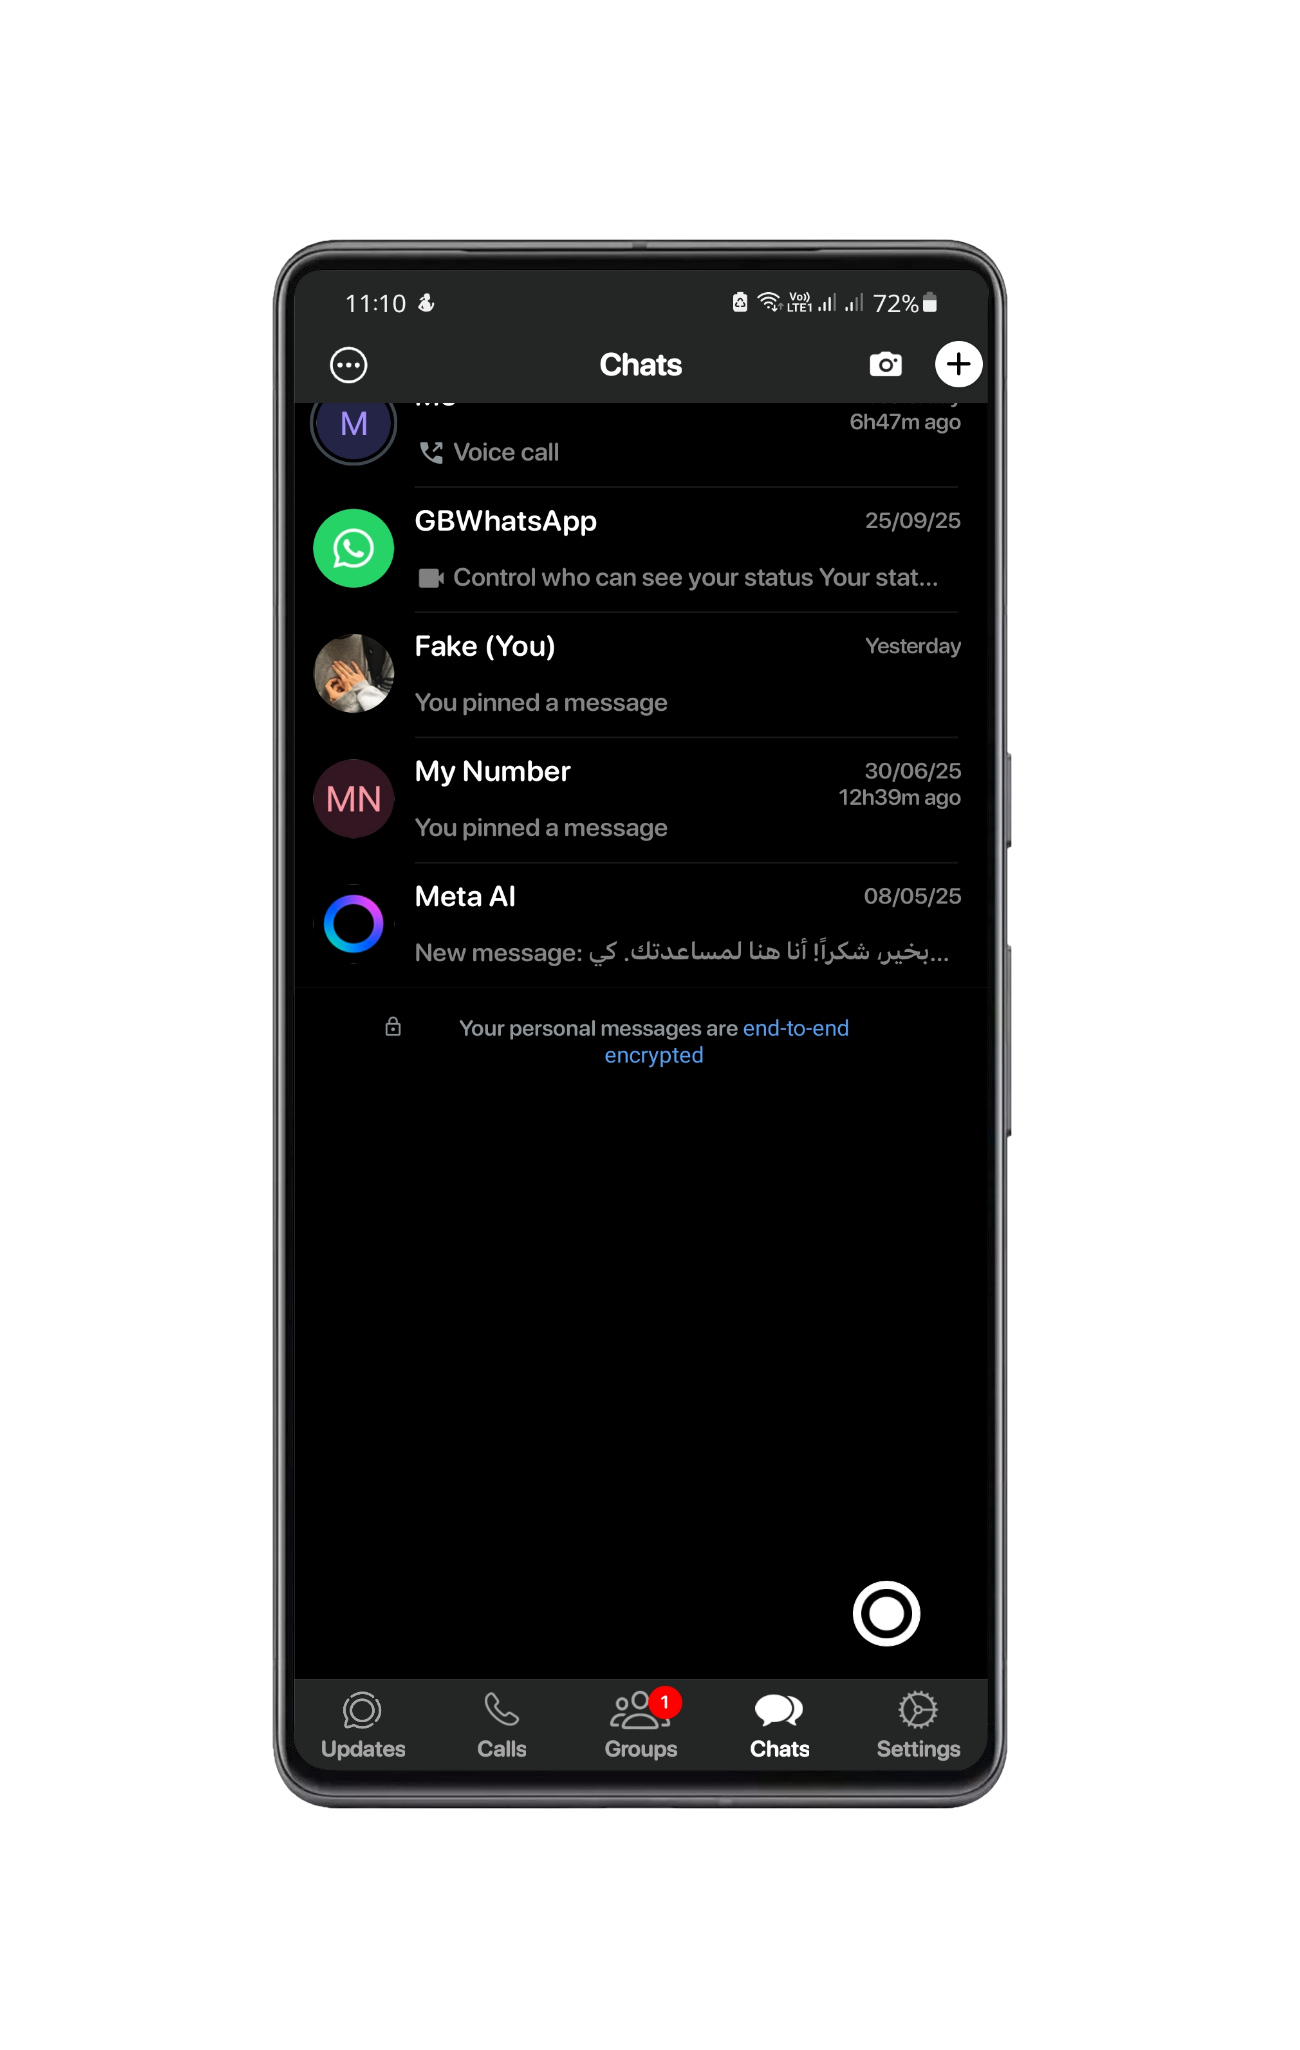 11:10
Vo))
LTE1
72%
Chats
M
6h47m ago
Voice call
GBWhatsApp
25/09/25
Control who can see your status Your stat...
Fake (You)
Yesterday
You pinned a message
MN
My Number
30/06/25
12h39m ago
You pinned a message
Meta AI
08/05/25
New message: بخير، شكراً! أنا هنا لمساعدتك. كي...
Your personal messages are end-to-end
encrypted
Updates
Calls
Groups
1
Chats
Settings